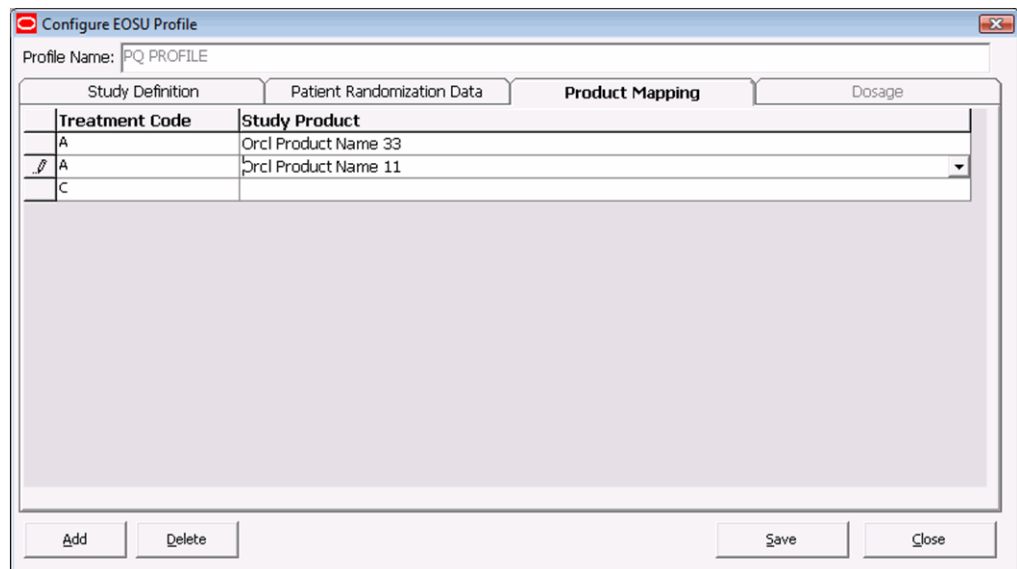 Configure EOSU Profile
Profile Name: PQ PROFILE
Study Definition Patient Randomization Data Product Mapping Dosage
Treatment Code Study Product
A Orcl Product Name 33
A Orcl Product Name 11
C
Add Delete Save Close